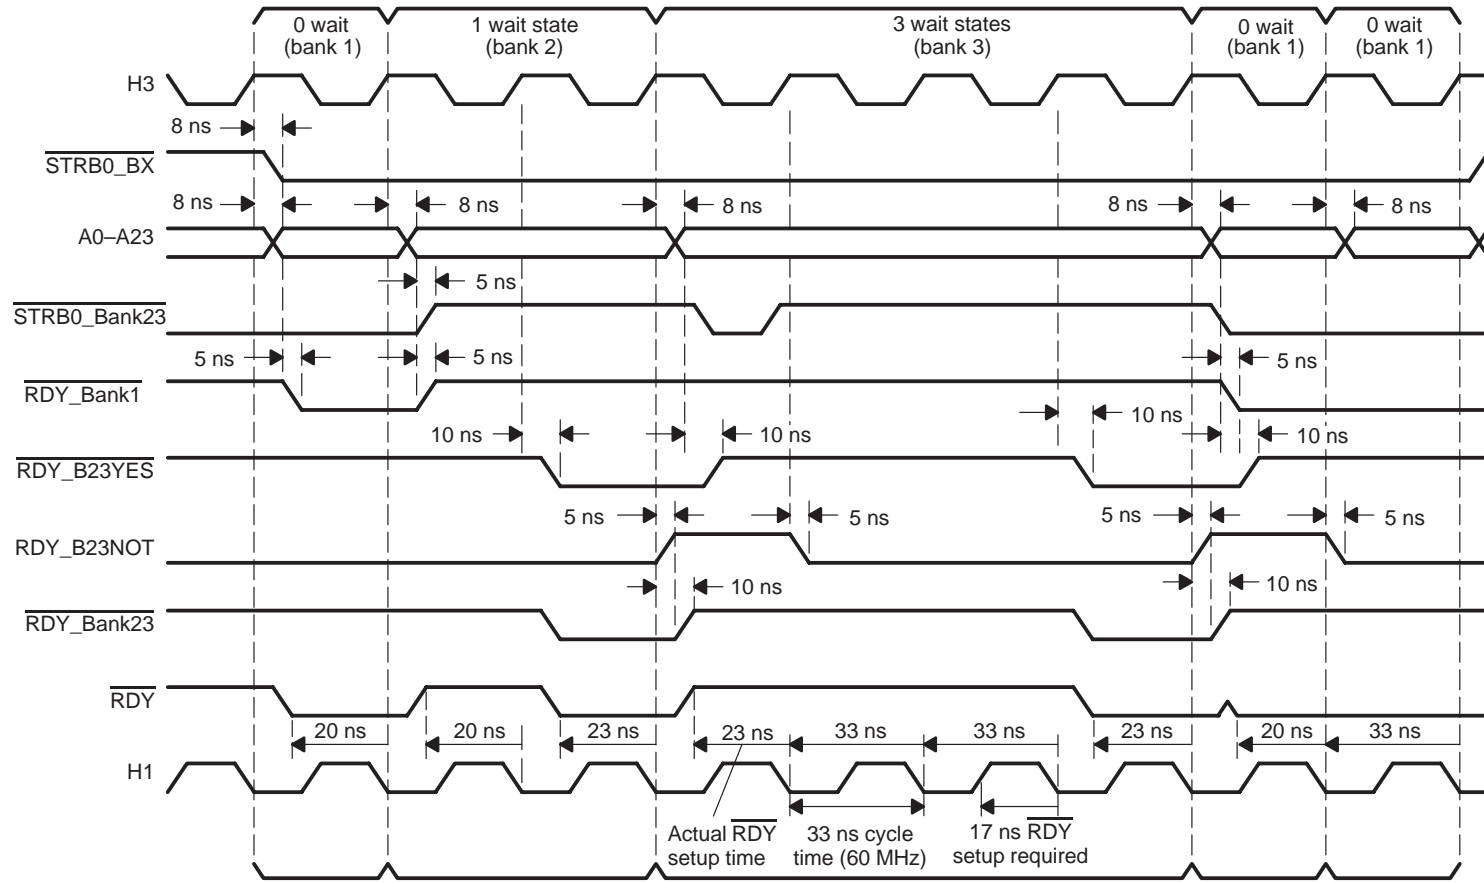 0 wait
(bank 1)
1 wait state
(bank 2)
3 wait states
(bank 3)
0 wait
(bank 1)
0 wait
(bank 1)
H3
8 ns
STRB0_BX
8 ns
8 ns
8 ns
8 ns
8 ns
A0–A23
5 ns
STRB0_Bank23
5 ns
5 ns
5 ns
RDY_Bank1
10 ns
10 ns
10 ns
10 ns
RDY_B23YES
5 ns
5 ns
5 ns
5 ns
RDY_B23NOT
10 ns
10 ns
RDY_Bank23
RDY
20 ns
20 ns
23 ns
23 ns
33 ns
33 ns
23 ns
20 ns
33 ns
H1
Actual RDY
setup time
33 ns cycle
time (60 MHz)
17 ns RDY
setup required